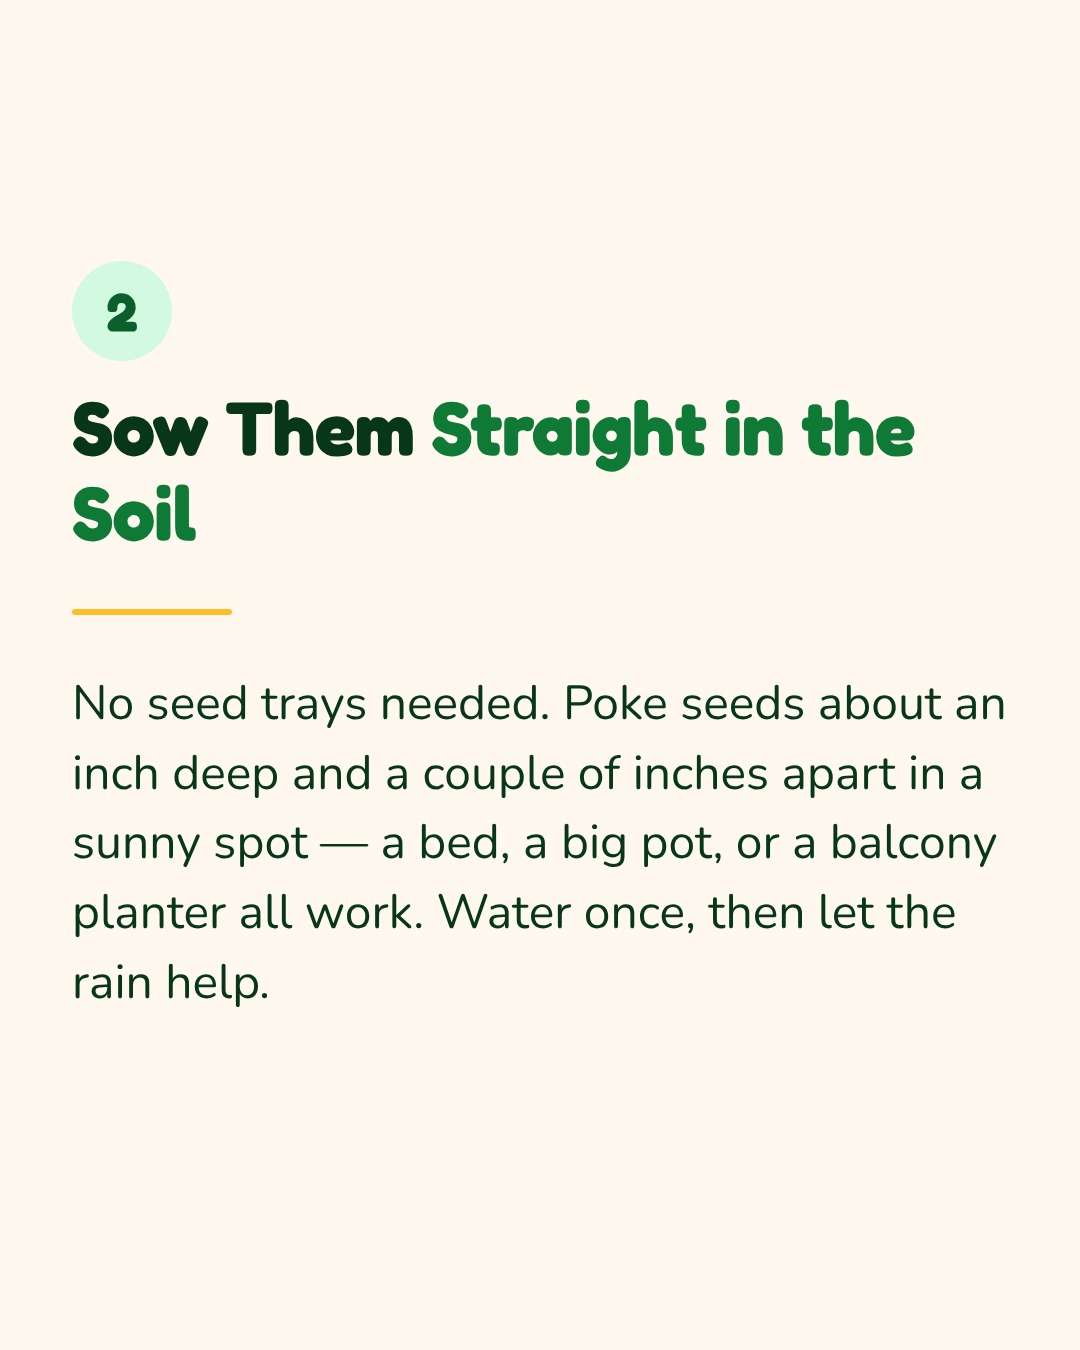 2
Sow Them Straight in the
Soil
No seed trays needed. Poke seeds about an
inch deep and a couple of inches apart in a
sunny spot — a bed, a big pot, or a balcony
planter all work. Water once, then let the
rain help.